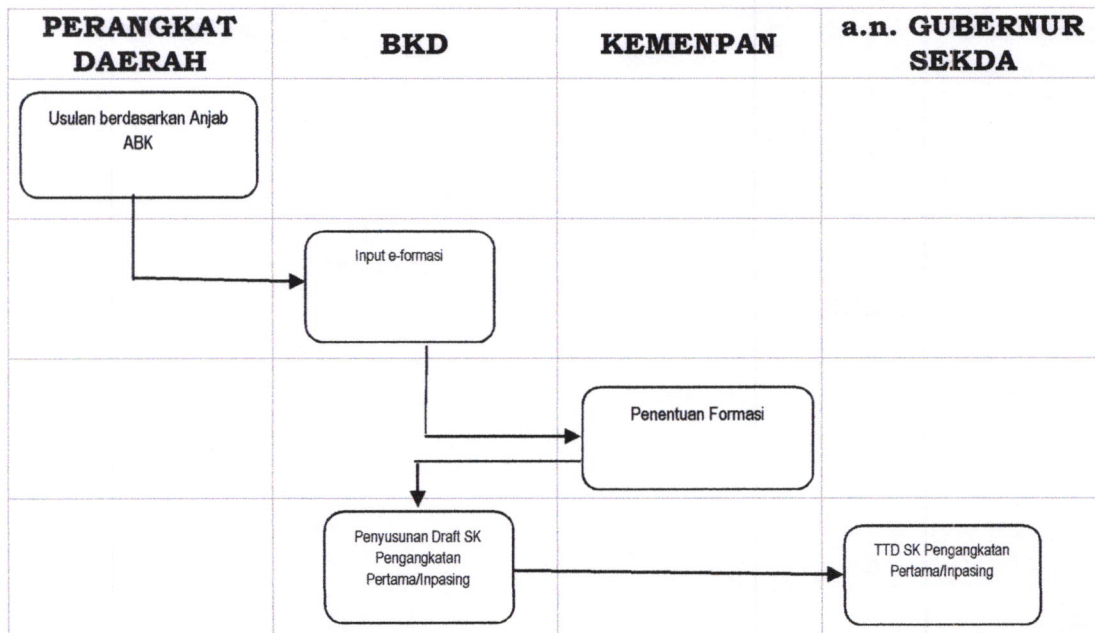 PERANGKAT
DAERAH
BKD
KEMENPAN
a.n. GUBERNUR
SEKDA
Usulan berdasarkan Anjab
ABK
Input e-formasi
Penentuan Formasi
Penyusunan Draft SK
Pengangkatan
Pertama/Inpasing
TTD SK Pengangkatan
Pertama/Inpasing